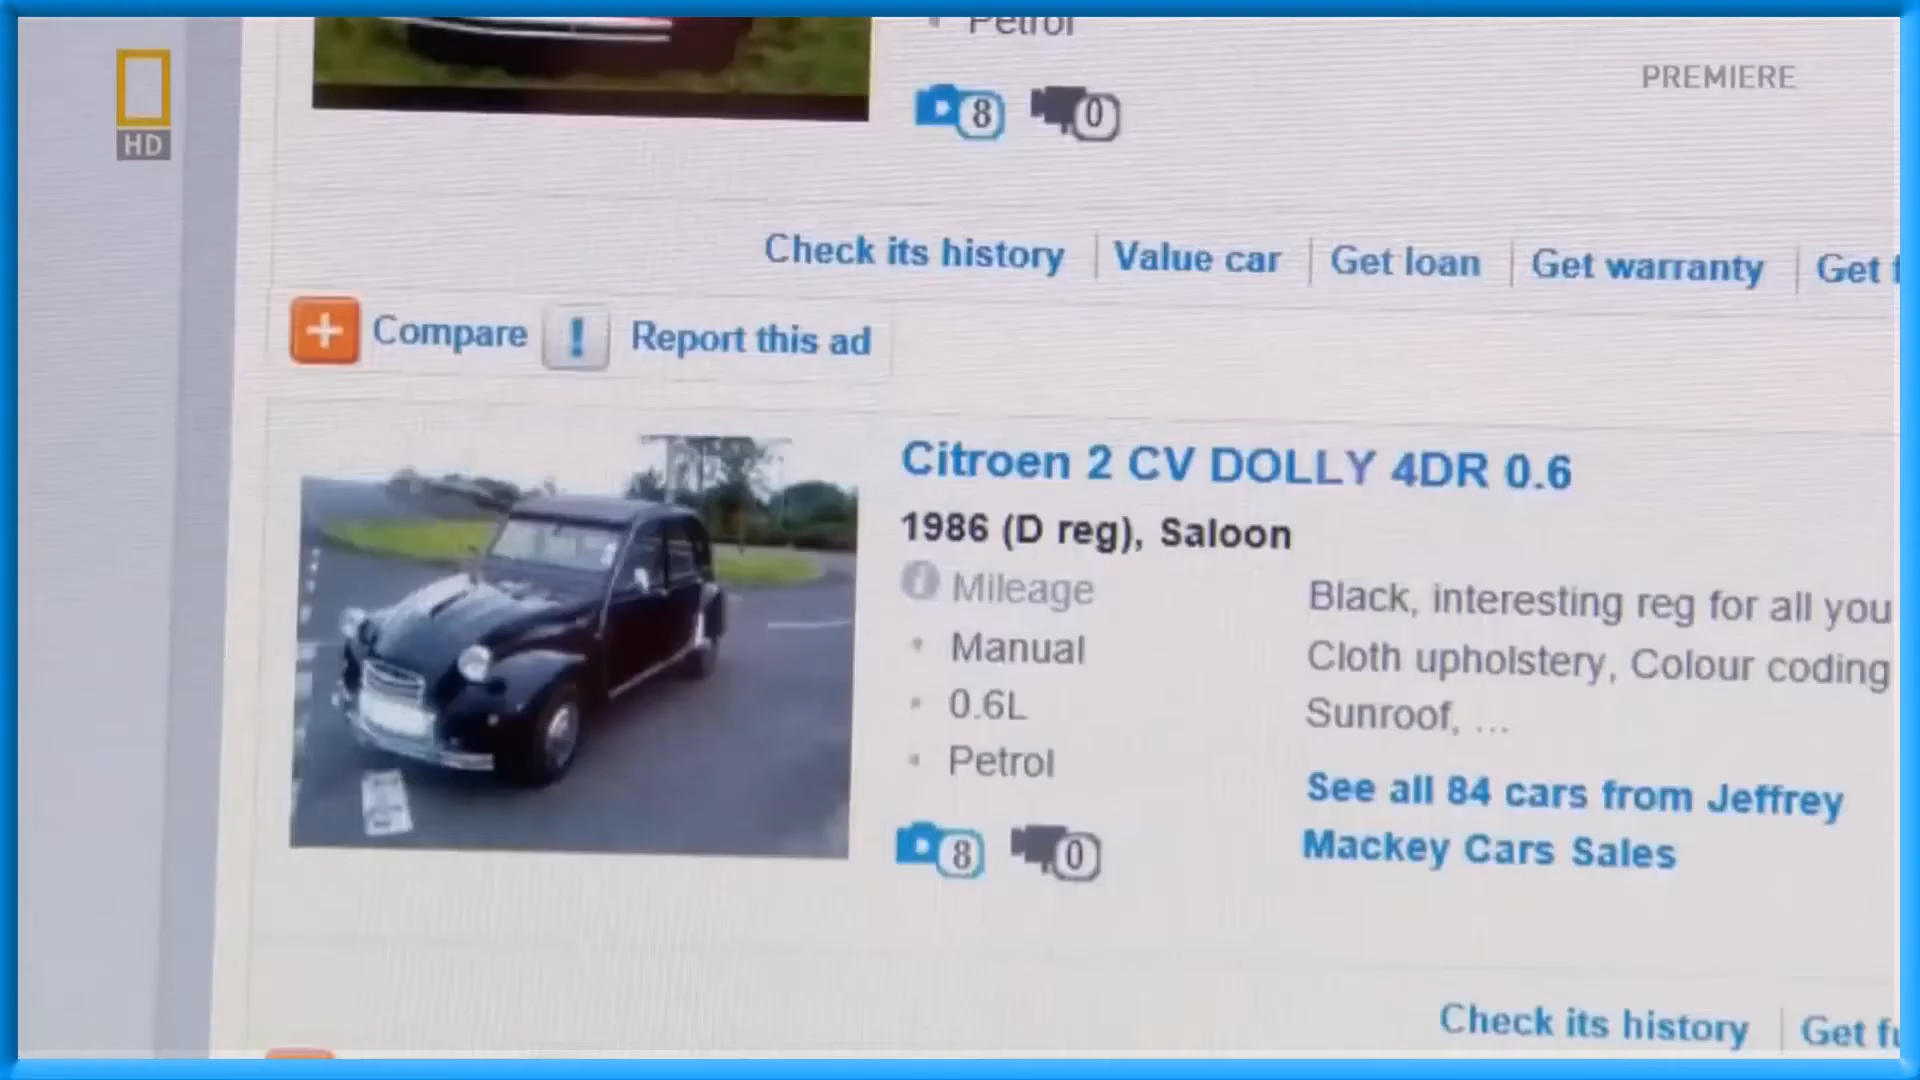 Petrol
PREMIERE
8 0
HD
Check its history Value car Get loan Get warranty Get
Compare ! Report this ad
Citroen 2 CV DOLLY 4DR 0.6
1986 (D reg), Saloon
i Mileage
Manual
0.6L
Petrol
Black, interesting reg for all you
Cloth upholstery, Colour coding
Sunroof, ...
See all 84 cars from Jeffrey
Mackey Cars Sales
8 0
Check its history Get